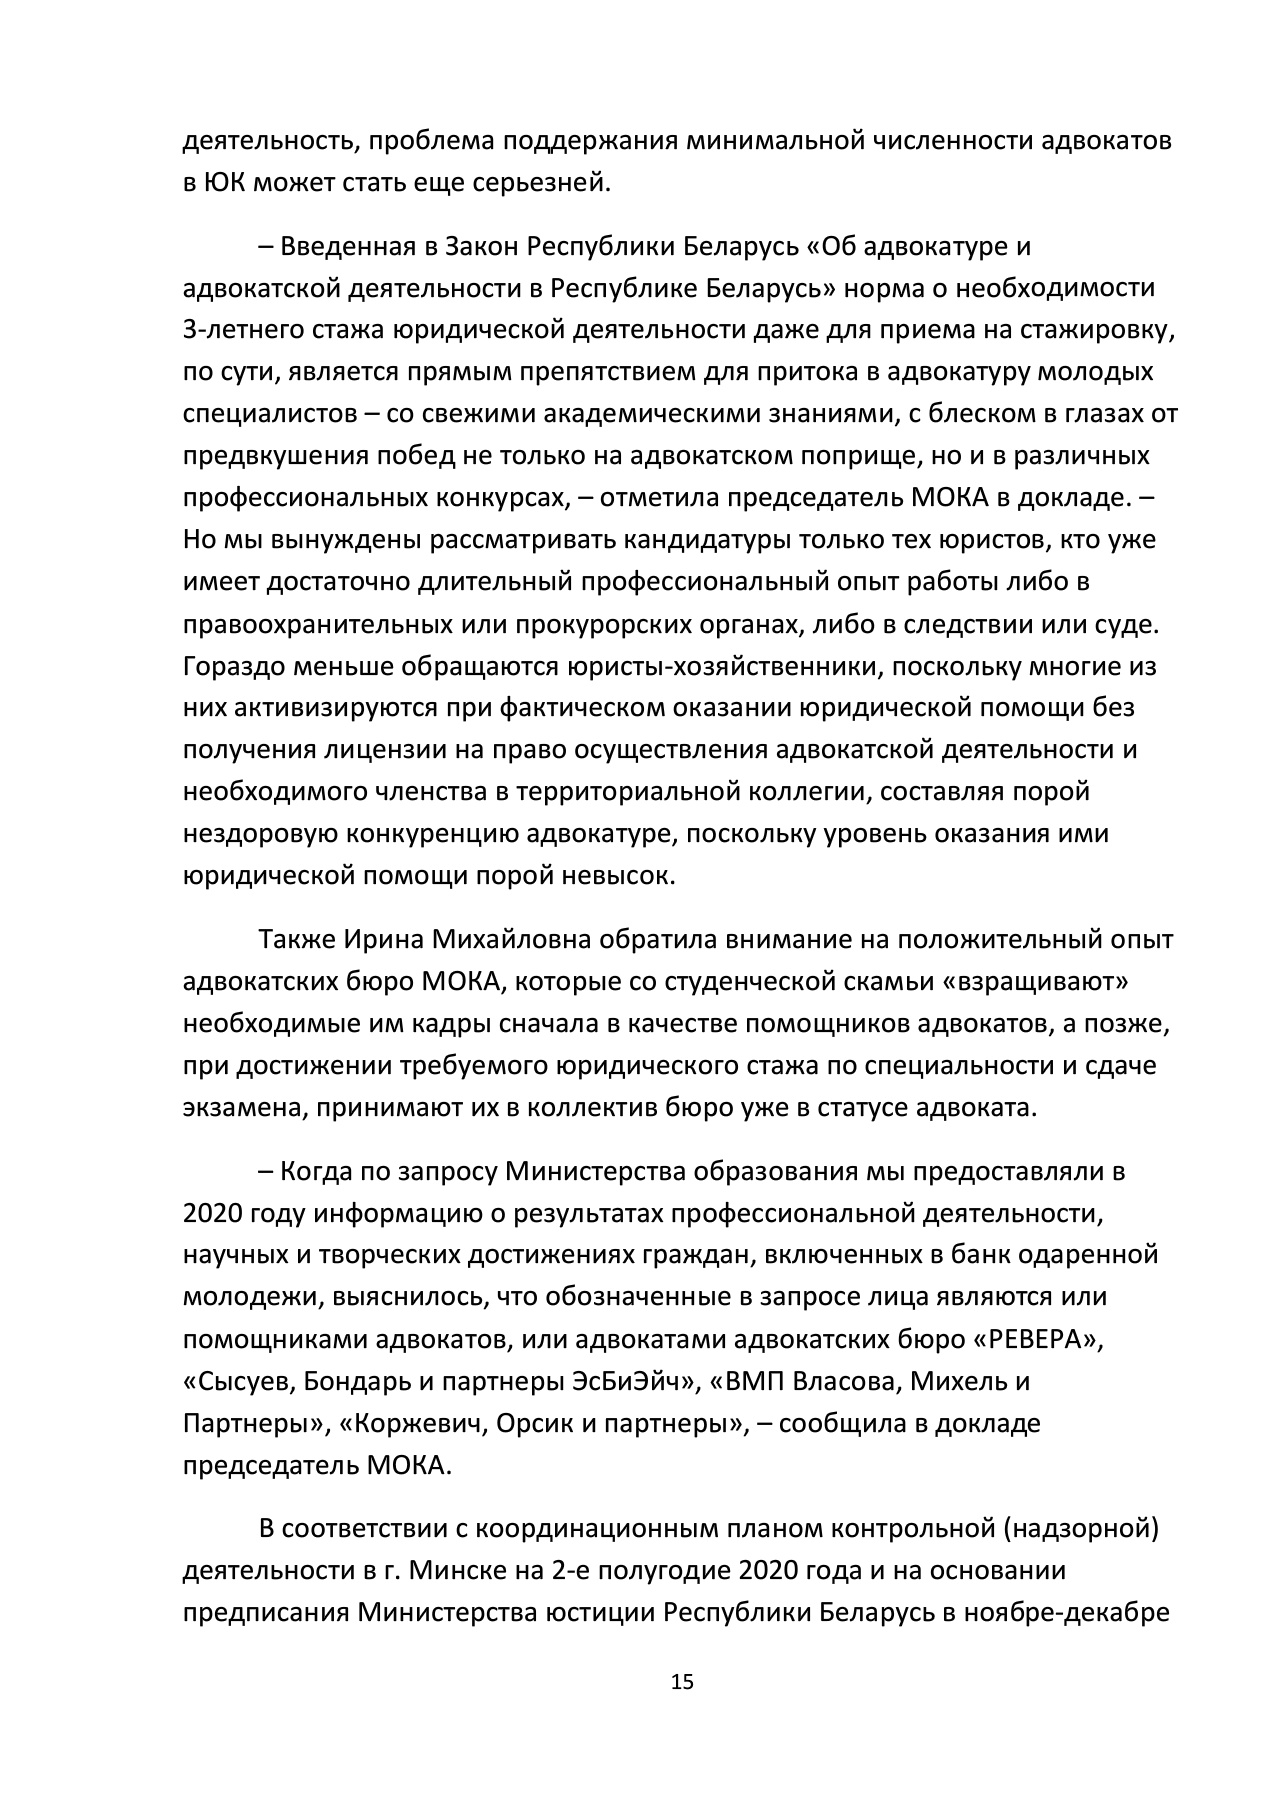 деятельность, проблема поддержания минимальной численности адвокатов
в ЮК может стать еще серьезней.
– Введенная в Закон Республики Беларусь «Об адвокатуре и
адвокатской деятельности в Республике Беларусь» норма о необходимости
3-летнего стажа юридической деятельности даже для приема на стажировку,
по сути, является прямым препятствием для притока в адвокатуру молодых
специалистов – со свежими академическими знаниями, с блеском в глазах от
предвкушения побед не только на адвокатском поприще, но и в различных
профессиональных конкурсах, – отметила председатель МОКА в докладе. –
Но мы вынуждены рассматривать кандидатуры только тех юристов, кто уже
имеет достаточно длительный профессиональный опыт работы либо в
правоохранительных или прокурорских органах, либо в следствии или суде.
Гораздо меньше обращаются юристы-хозяйственники, поскольку многие из
них активизируются при фактическом оказании юридической помощи без
получения лицензии на право осуществления адвокатской деятельности и
необходимого членства в территориальной коллегии, составляя порой
нездоровую конкуренцию адвокатуре, поскольку уровень оказания ими
юридической помощи порой невысок.
Также Ирина Михайловна обратила внимание на положительный опыт
адвокатских бюро МОКА, которые со студенческой скамьи «взращивают»
необходимые им кадры сначала в качестве помощников адвокатов, а позже,
при достижении требуемого юридического стажа по специальности и сдаче
экзамена, принимают их в коллектив бюро уже в статусе адвоката.
– Когда по запросу Министерства образования мы предоставляли в
2020 году информацию о результатах профессиональной деятельности,
научных и творческих достижениях граждан, включенных в банк одаренной
молодежи, выяснилось, что обозначенные в запросе лица являются или
помощниками адвокатов, или адвокатами адвокатских бюро «РЕВЕРА»,
«Сысуев, Бондарь и партнеры ЭсБиЭйч», «ВМП Власова, Михель и
Партнеры», «Коржевич, Орсик и партнеры», – сообщила в докладе
председатель МОКА.
В соответствии с координационным планом контрольной (надзорной)
деятельности в г. Минске на 2-е полугодие 2020 года и на основании
предписания Министерства юстиции Республики Беларусь в ноябре-декабре
15